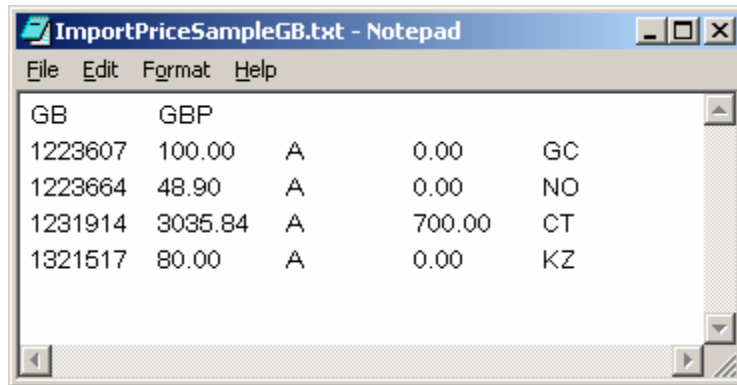 ImportPriceSampleGB.txt - Notepad
File Edit Format Help
GB GBP
1223607 100.00 A 0.00 GC
1223664 48.90 A 0.00 NO
1231914 3035.84 A 700.00 CT
1321517 80.00 A 0.00 KZ